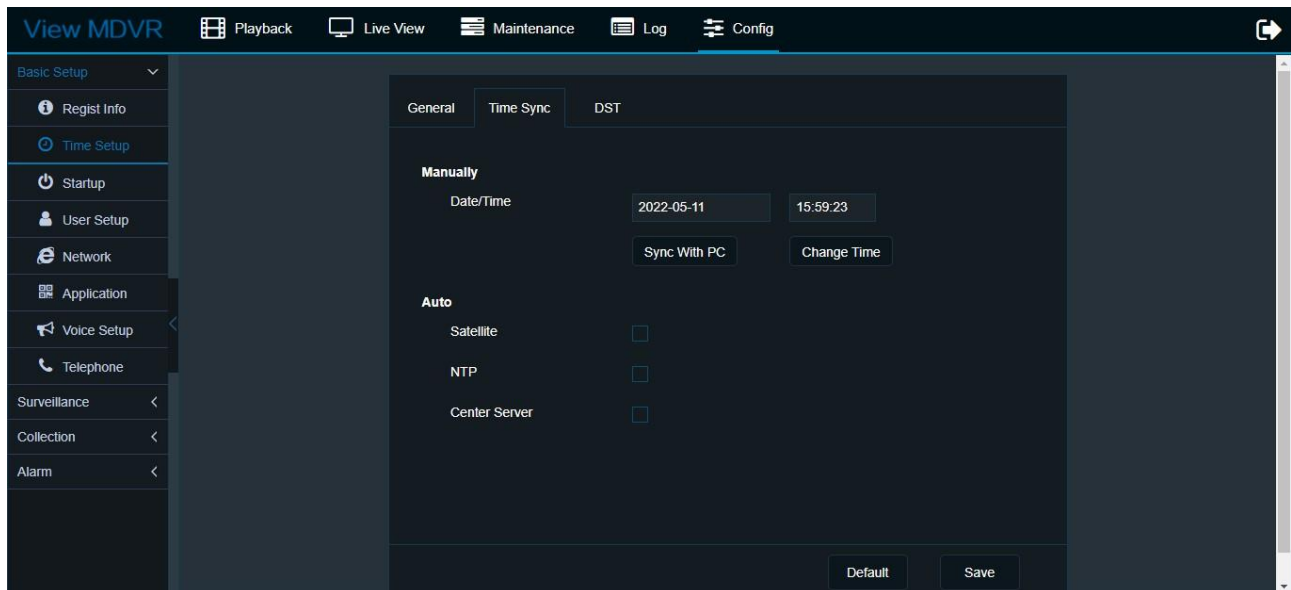 View MDVR
Playback
Live View
Maintenance
Log
Config
Basic Setup
Regist Info
Time Setup
Startup
User Setup
Network
Application
Voice Setup
Telephone
Surveillance
Collection
Alarm
General
Time Sync
DST
Manually
Date/Time
2022-05-11
15:59:23
Sync With PC
Change Time
Auto
Satellite
NTP
Center Server
Default
Save